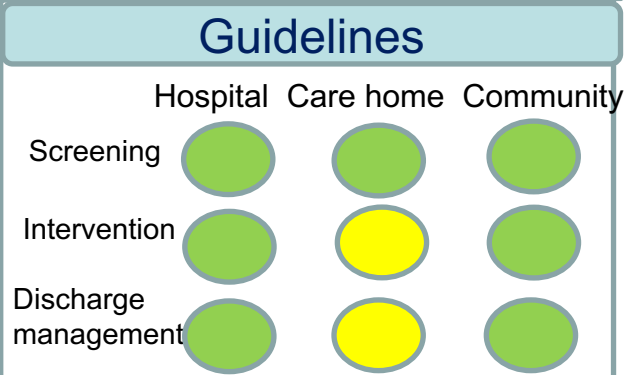 Guidelines
Hospital Care home Community
Screening
Intervention
Discharge
management